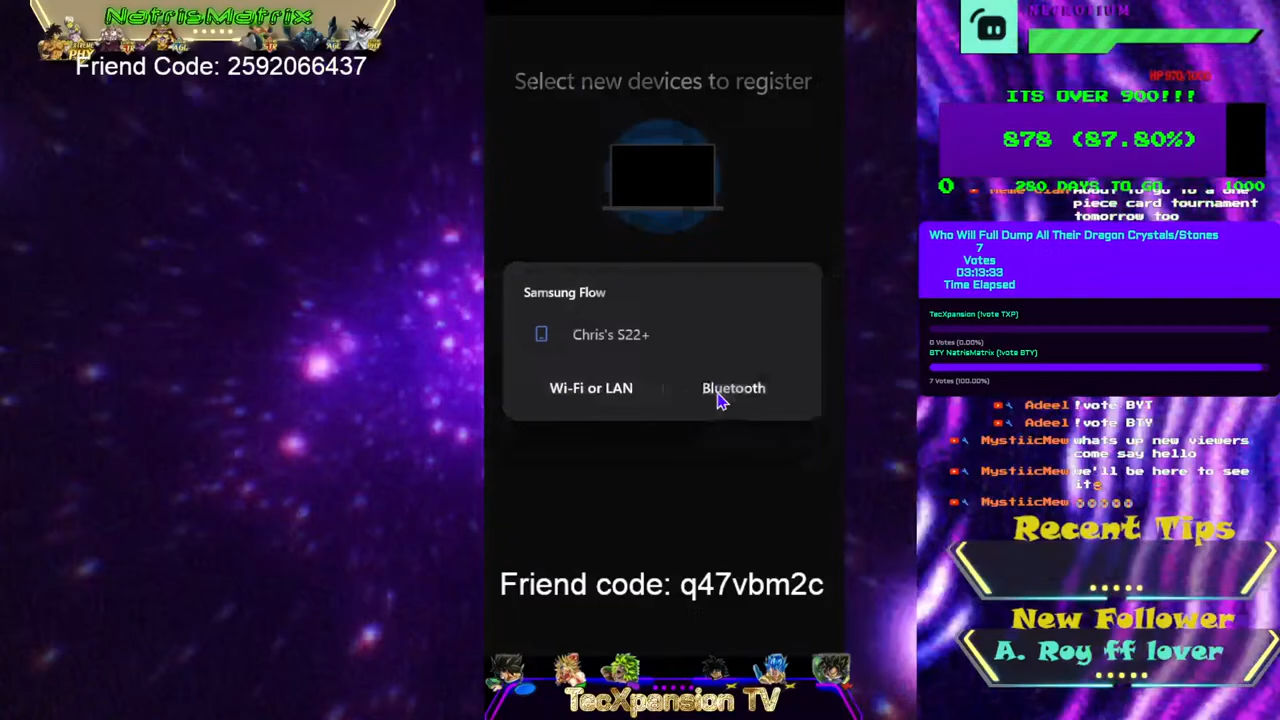 NatrisMatrix
Friend Code: 2592066437
Select new devices to register
Samsung Flow
Chris's S22+
Wi-Fi or LAN
Bluetooth
Friend code: q47vbm2c
TecXpansion TV
NECROTIUM
HP 970/1000
ITS OVER 900!!!
878 (87.80%)
0
280 DAYS TO GO
1000
piece card tournament
tomorrow too
Who Will Full Dump All Their Dragon Crystals/Stones
7
Votes
03:13:33
Time Elapsed
TecXpansion (!vote TXP)
0 Votes (0.00%)
BTY NatrisMatrix (!vote BTY)
7 Votes (100.00%)
Adeel !vote BYT
Adeel !vote BTY
MystiicMew whats up new viewers
come say hello
MystiicMew we'll be here to see
it
MystiicMew
Recent Tips
New Follower
A. Roy ff lover